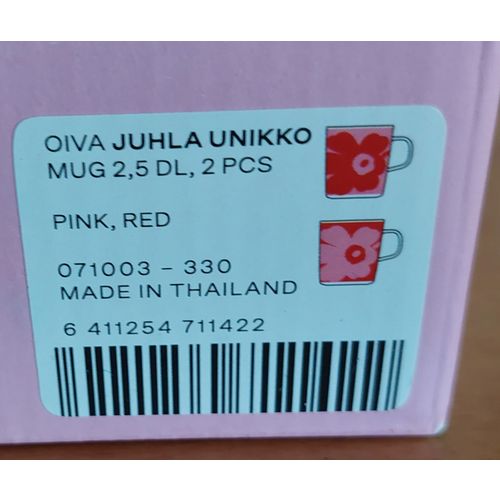 OIVA JUHLA UNIKKO
MUG 2,5 DL, 2 PCS
PINK, RED
071003 - 330
MADE IN THAILAND
6 411254 711422